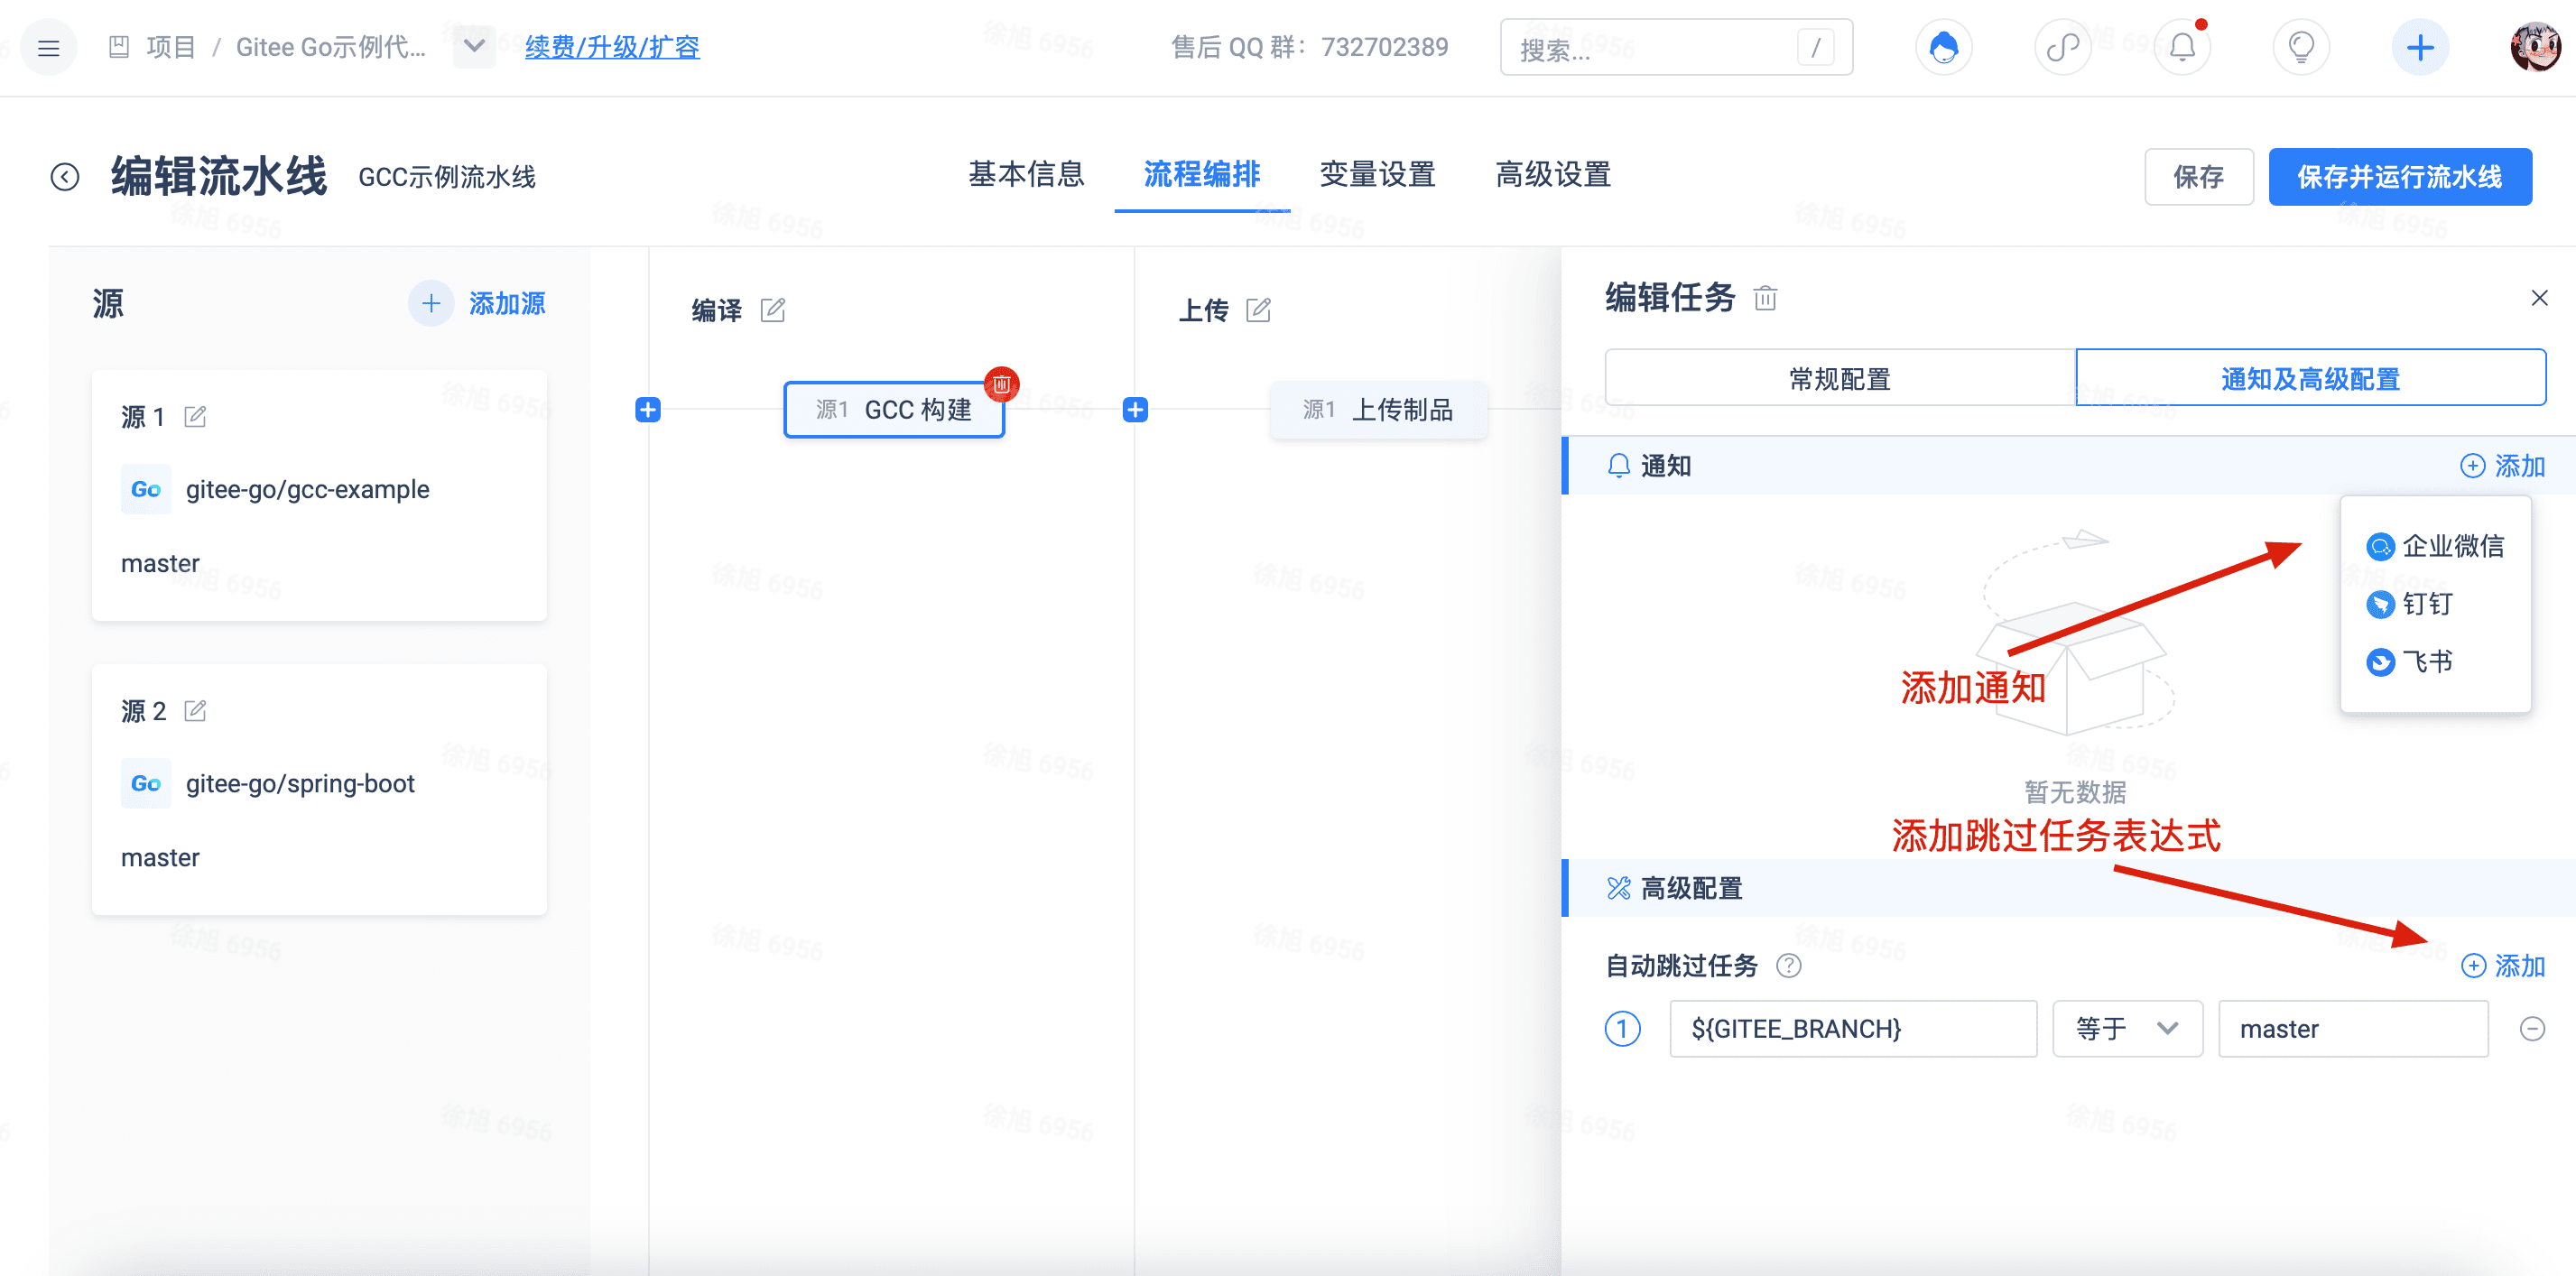 项目 / Gitee Go示例代... 续费/升级/扩容 售后 QQ 群：732702389 搜索... /
编辑流水线 GCC示例流水线 基本信息 流程编排 变量设置 高级设置 保存 保存并运行流水线
源 添加源
源 1
Go gitee-go/gcc-example
master
源 2
Go gitee-go/spring-boot
master
编译
源1 GCC 构建
上传
源1 上传制品
编辑任务
常规配置 通知及高级配置
通知 添加
企业微信
钉钉
飞书
添加通知
暂无数据
添加跳过任务表达式
高级配置
自动跳过任务 ? 添加
1 ${GITEE_BRANCH} 等于 master
徐旭 6956